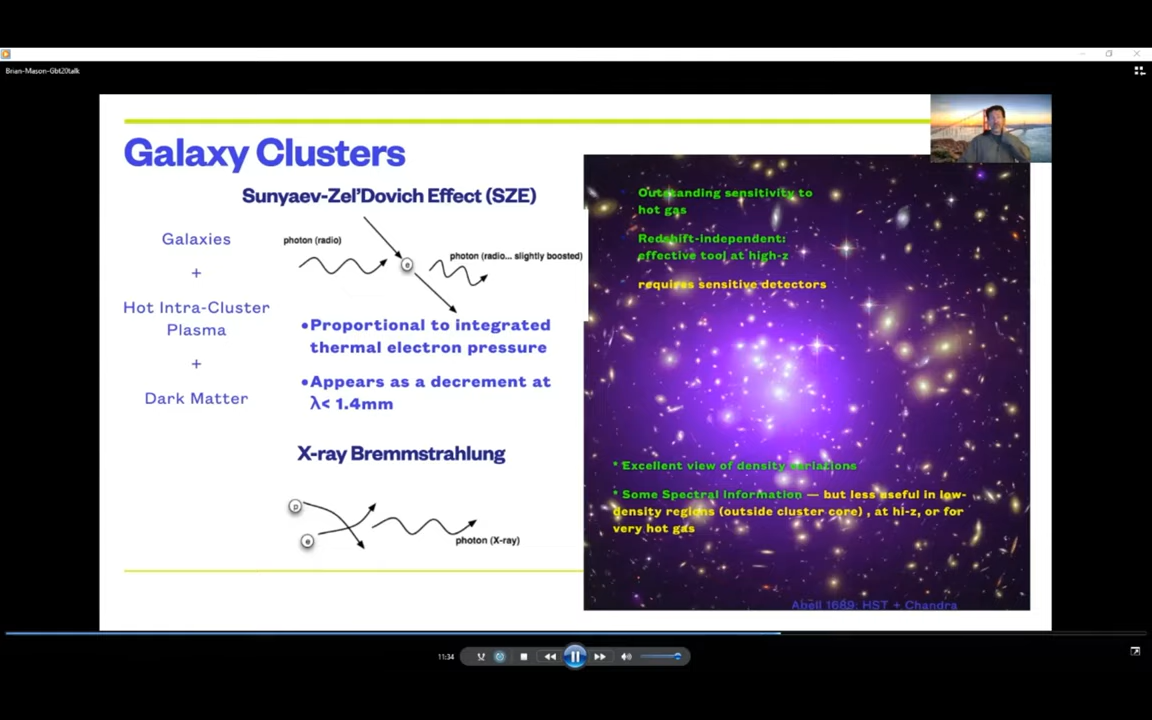 Brian-Mason-Gbt20talk
Galaxy Clusters
Sunyaev-Zel'Dovich Effect (SZE)
Galaxies
+
Hot Intra-Cluster
Plasma
+
Dark Matter
photon (radio)
e
photon (radio... slightly boosted)
•Proportional to integrated
thermal electron pressure
•Appears as a decrement at
λ< 1.4mm
X-ray Bremmstrahlung
p
e
photon (X-ray)
Outstanding sensitivity to
hot gas
Redshift-independent:
effective tool at high-z
requires sensitive detectors
* Excellent view of density variations
* Some Spectral Information — but less useful in low-
density regions (outside cluster core) , at hi-z, or for
very hot gas
Abell 1689: HST + Chandra
11:34